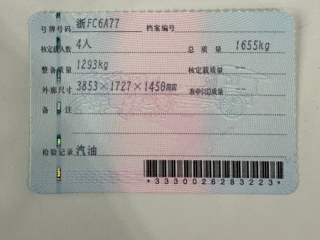 号牌号码 浙FC6A77 档案编号
核定载人数 4人 总质量 1655kg
整备质量 1293kg 核定载质量 --
外廓尺寸 3853×1727×1450mm 准牵引总质量 --
备注
检验记录 汽油
*3330026283223*